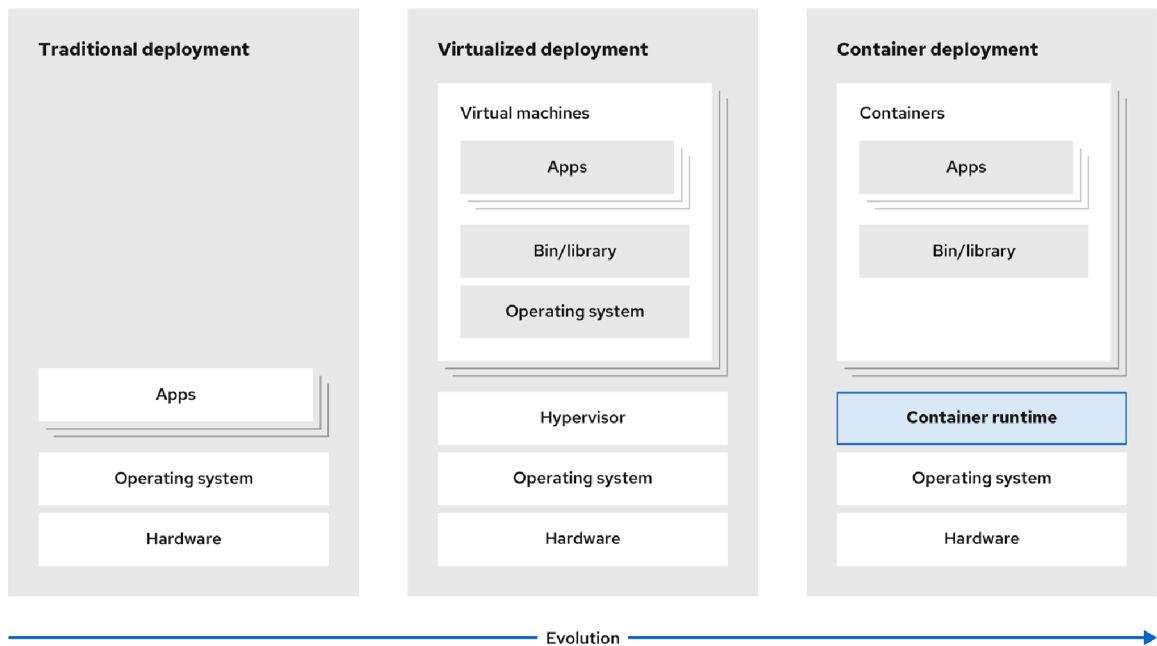 Traditional deployment
Apps
Operating system
Hardware
Virtualized deployment
Virtual machines
Apps
Bin/library
Operating system
Hypervisor
Operating system
Hardware
Container deployment
Containers
Apps
Bin/library
Container runtime
Operating system
Hardware
Evolution